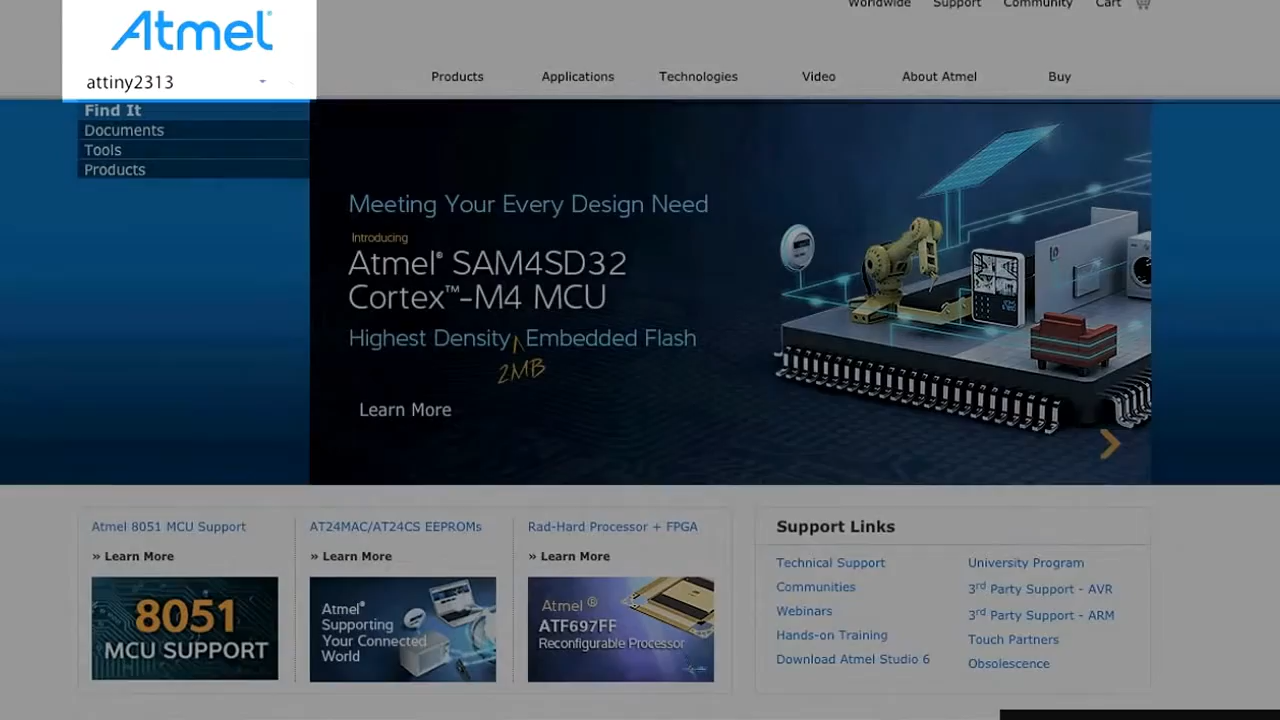 Worldwide Support Community Cart
Atmel®
attiny2313
Products Applications Technologies Video About Atmel Buy
Find It
Documents
Tools
Products
Meeting Your Every Design Need
Introducing
Atmel® SAM4SD32
Cortex™-M4 MCU
Highest Density Embedded Flash
2MB
Learn More
Atmel 8051 MCU Support
» Learn More
8051
MCU SUPPORT
AT24MAC/AT24CS EEPROMs
» Learn More
Atmel®
Supporting
Your Connected
World
Rad-Hard Processor + FPGA
» Learn More
Atmel ®
ATF697FF
Reconfigurable Processor
Support Links
Technical Support
Communities
Webinars
Hands-on Training
Download Atmel Studio 6
University Program
3rd Party Support - AVR
3rd Party Support - ARM
Touch Partners
Obsolescence